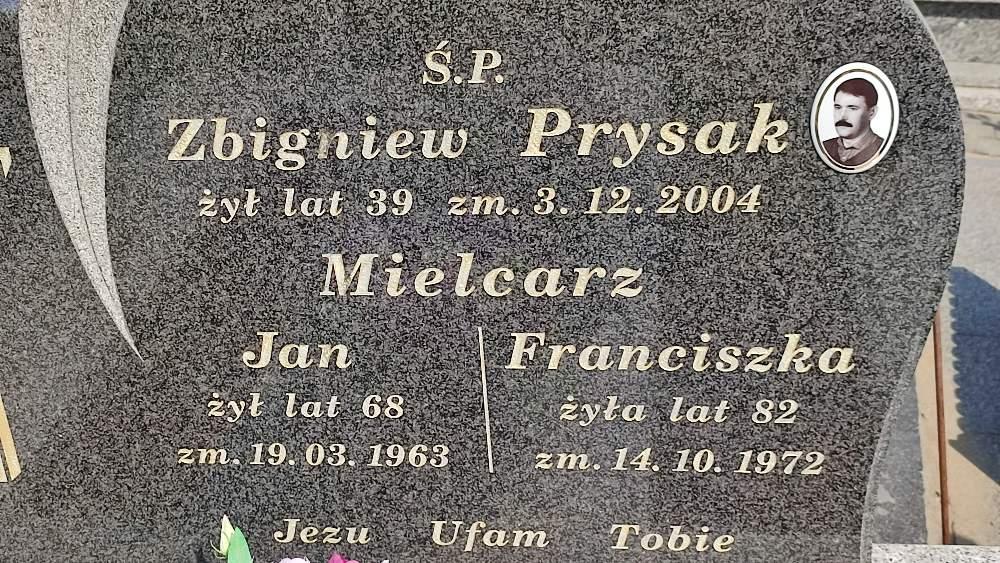 Ś.P.
Zbigniew Prysak
żył lat 39 zm. 3. 12. 2004
Mielcarz
Jan
żył lat 68
zm. 19. 03. 1963
Franciszka
żyła lat 82
zm. 14. 10. 1972
Jezu Ufam Tobie